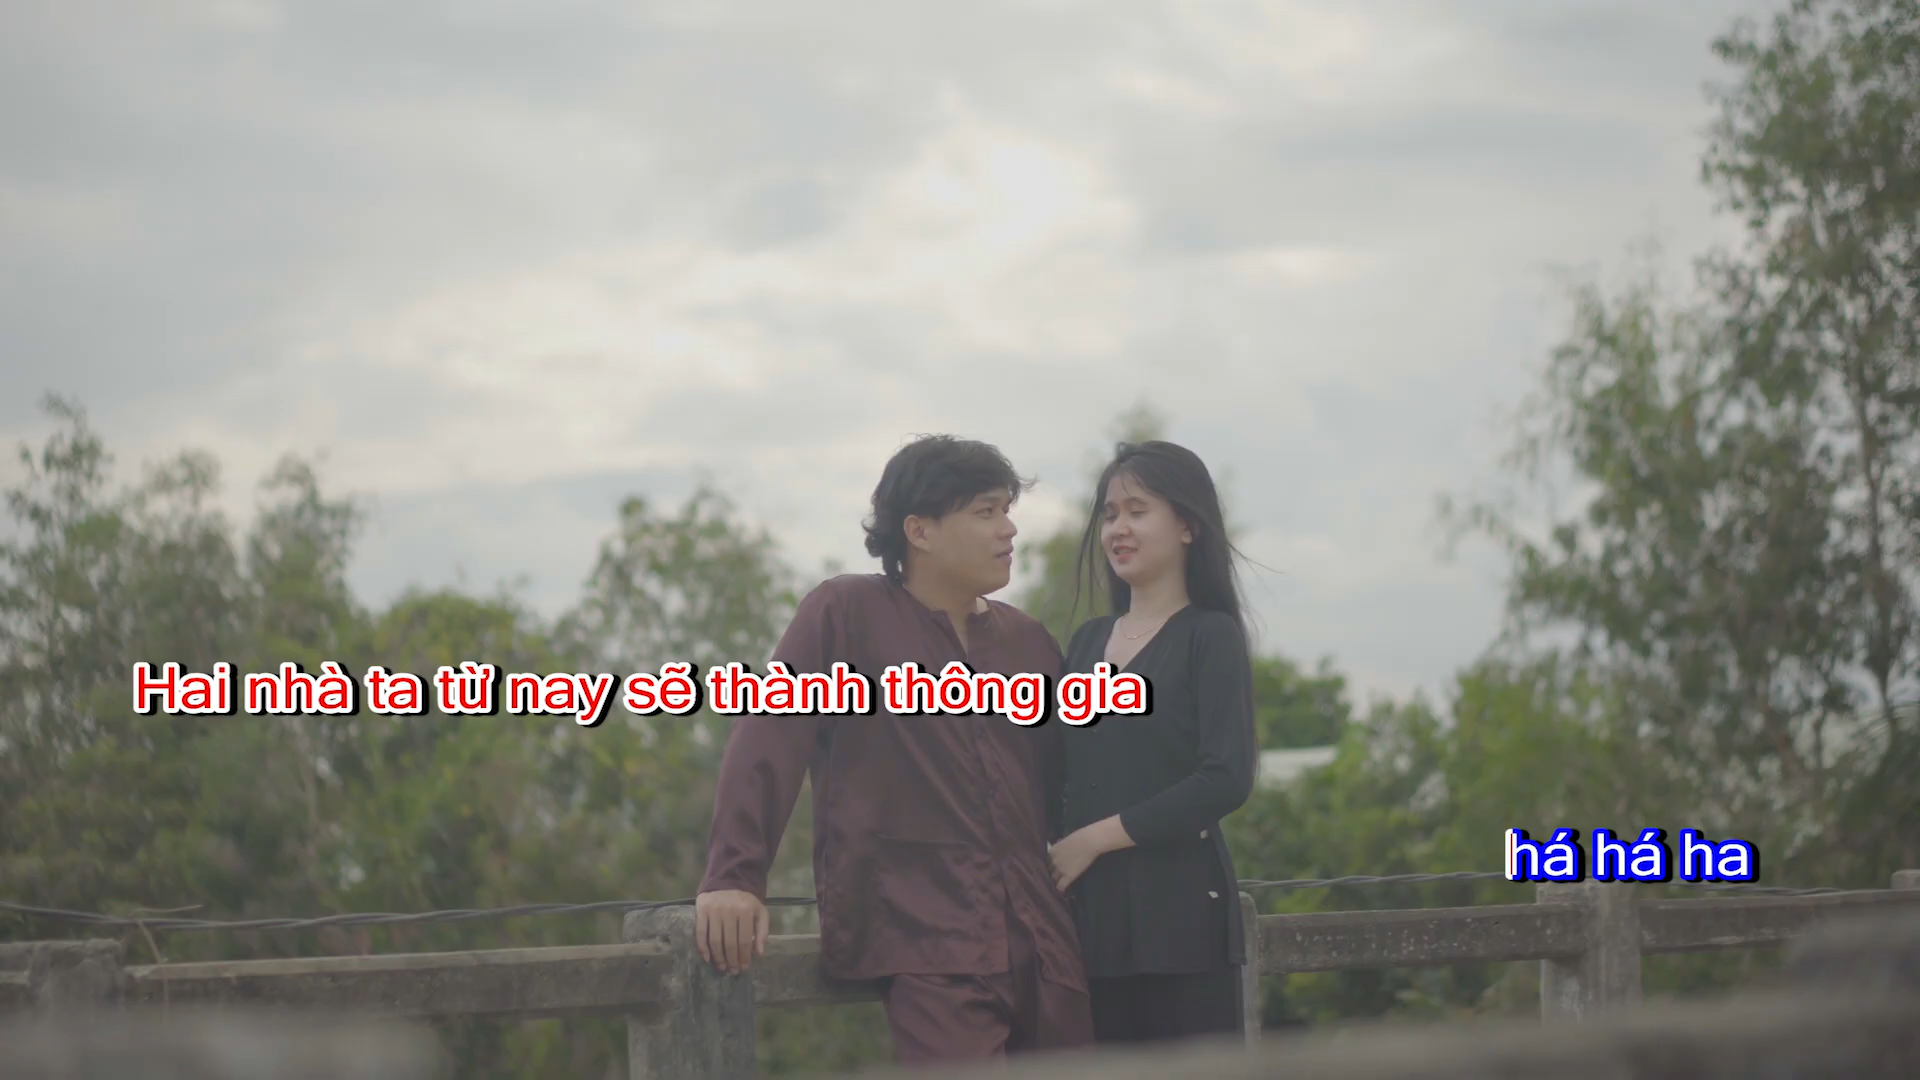 Hai nhà ta từ nay sẽ thành thông gia
há há ha